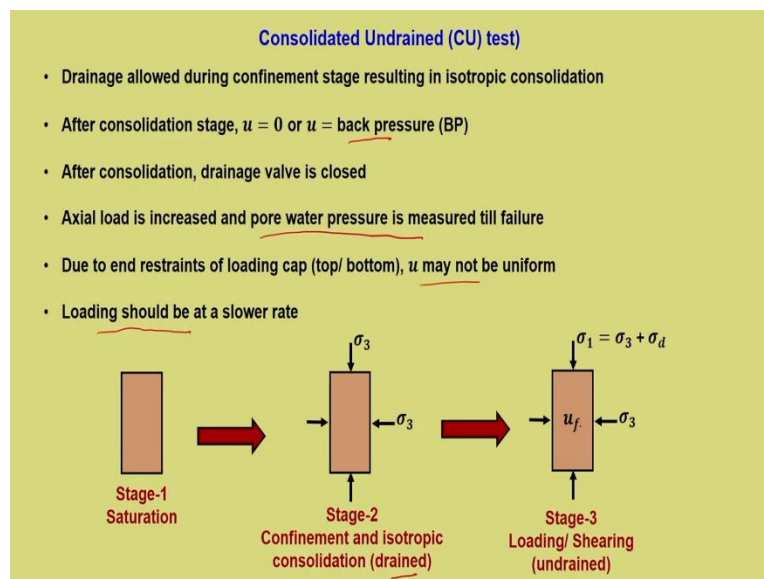 Consolidated Undrained (CU) test)
• Drainage allowed during confinement stage resulting in isotropic consolidation
• After consolidation stage, u = 0 or u = back pressure (BP)
• After consolidation, drainage valve is closed
• Axial load is increased and pore water pressure is measured till failure
• Due to end restraints of loading cap (top/ bottom), u may not be uniform
• Loading should be at a slower rate
σ₃
σ₁ = σ₃ + σ_d
σ₃
u_f
σ₃
Stage-1
Saturation
Stage-2
Confinement and isotropic
consolidation (drained)
Stage-3
Loading/ Shearing
(undrained)